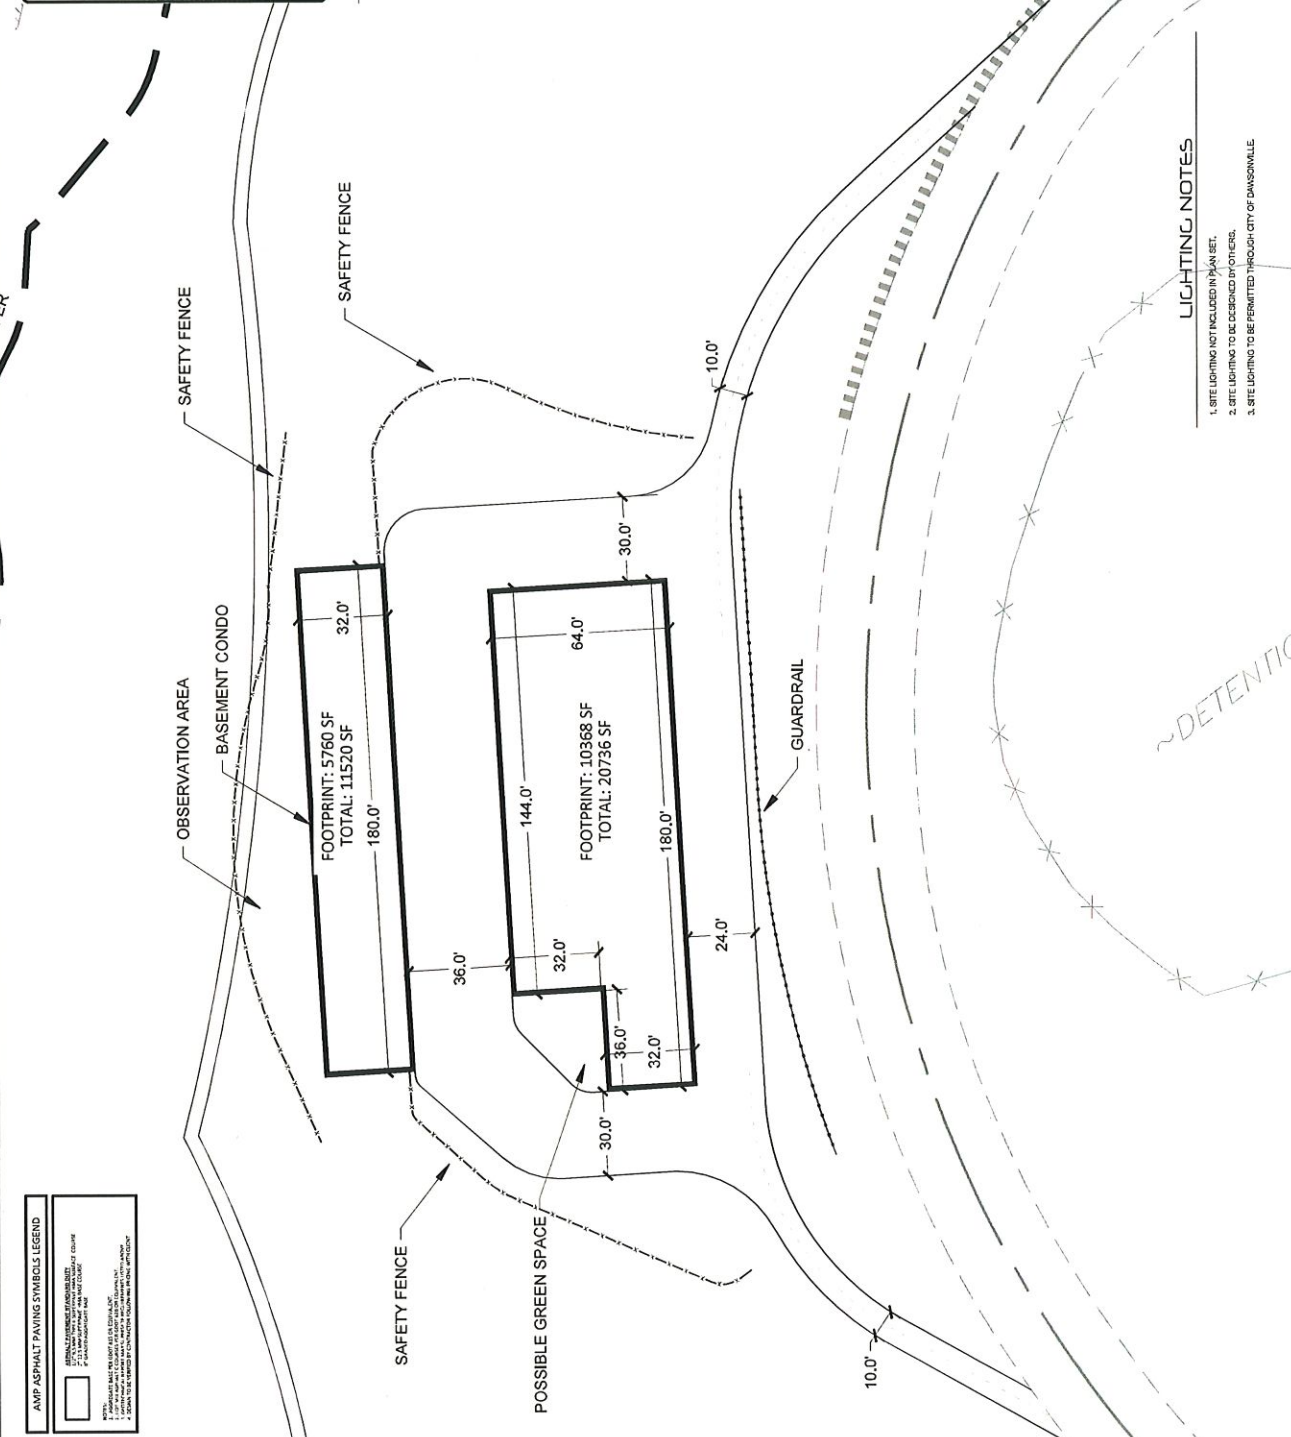 ER
SAFETY FENCE
SAFETY FENCE
OBSERVATION AREA
BASEMENT CONDO
FOOTPRINT: 5760 SF
TOTAL: 11520 SF
180.0'
32.0'
36.0'
144.0'
64.0'
FOOTPRINT: 10368 SF
TOTAL: 20736 SF
180.0'
32.0'
36.0'
32.0'
30.0'
30.0'
24.0'
10.0'
10.0'
GUARDRAIL
SAFETY FENCE
POSSIBLE GREEN SPACE
~DETENTIO
LIGHTING NOTES
1. SITE LIGHTING NOT INCLUDED IN PLAN SET.
2. SITE LIGHTING TO BE DESIGNED BY OTHERS.
3. SITE LIGHTING TO BE PERMITTED THROUGH CITY OF DAWSONVILLE.
AMP ASPHALT PAVING SYMBOLS LEGEND
NOTES: